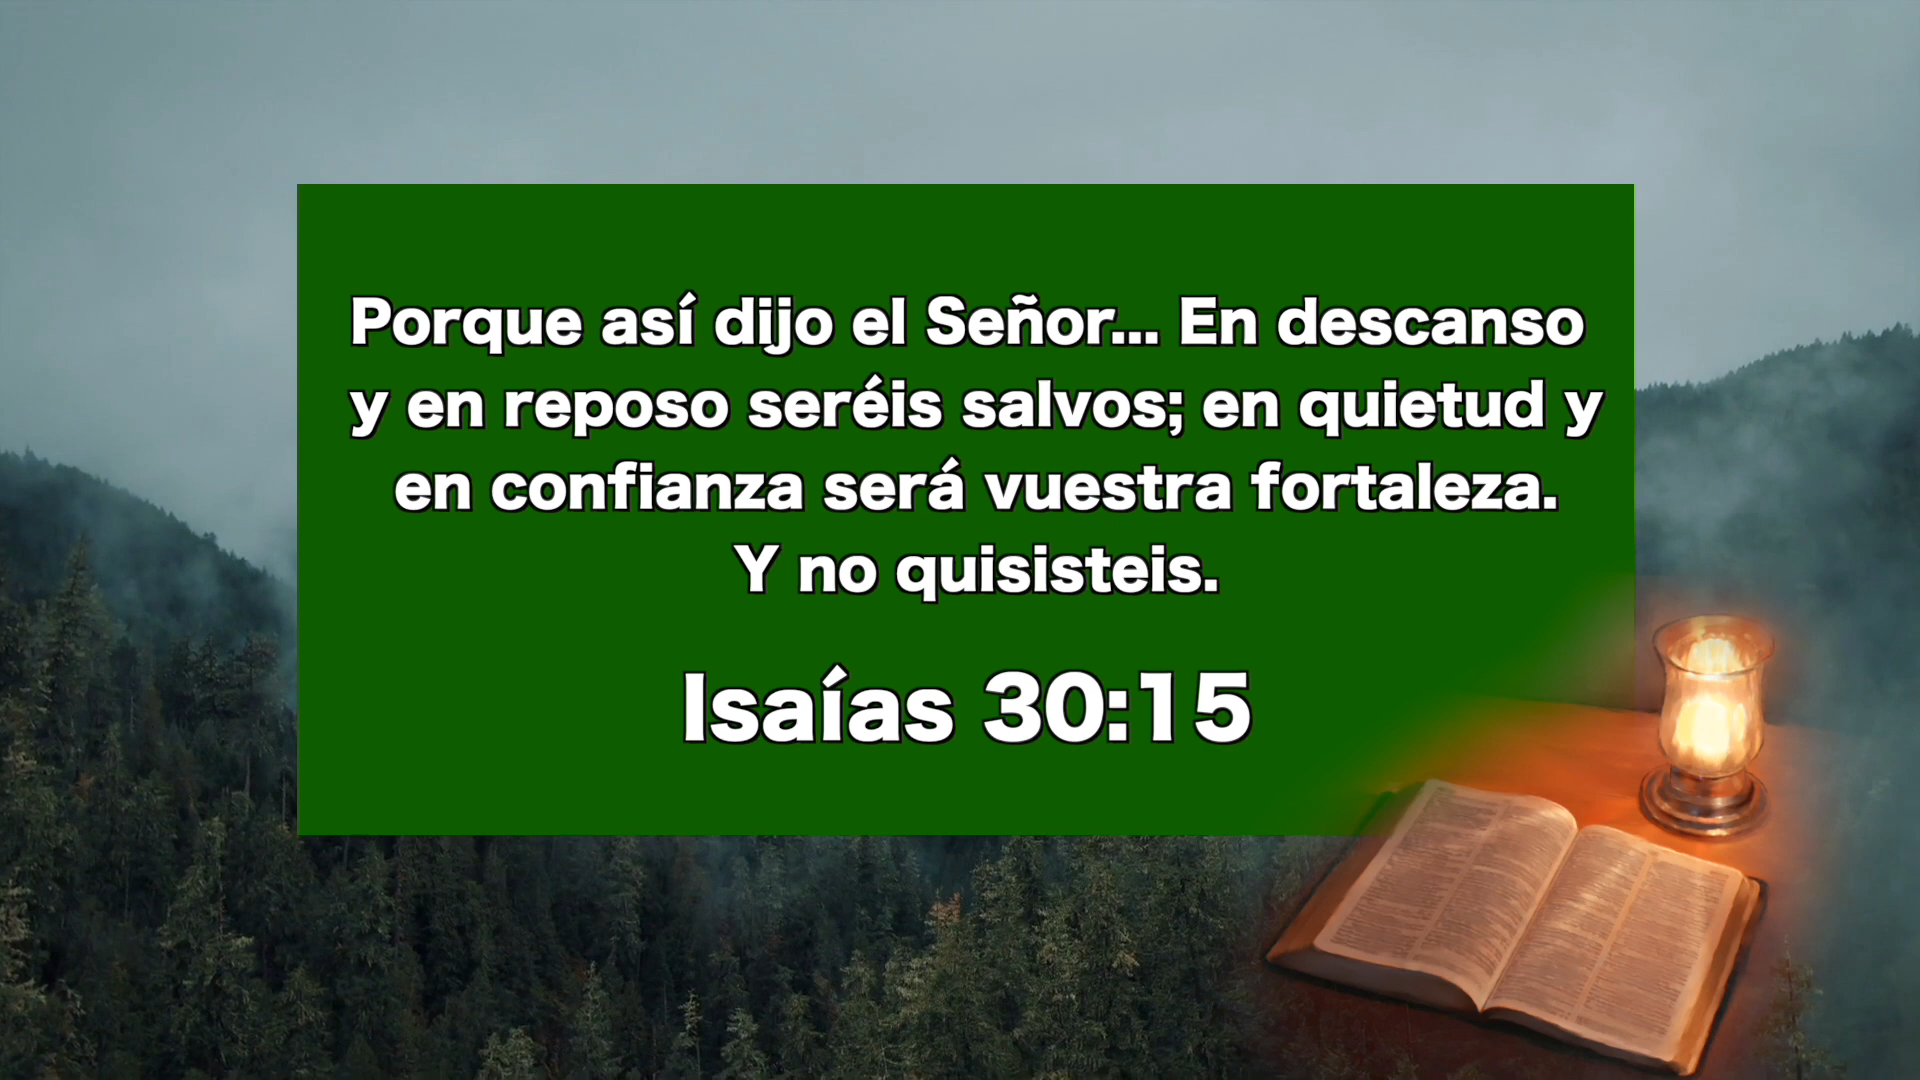 Porque así dijo el Señor... En descanso
y en reposo seréis salvos; en quietud y
en confianza será vuestra fortaleza.
Y no quisisteis.
Isaías 30:15